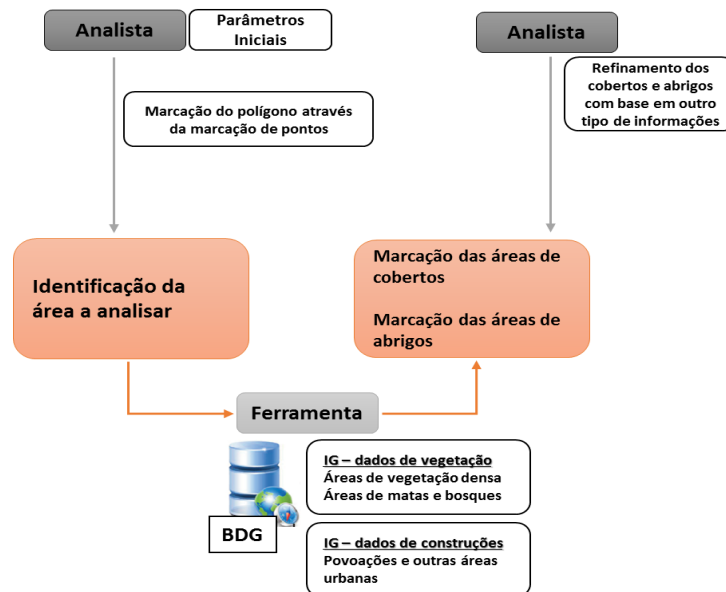 Analista
Parâmetros
Iniciais
Analista
Refinamento dos
cobertos e abrigos
com base em outro
tipo de informações
Marcação do polígono através
da marcação de pontos
Identificação da
área a analisar
Marcação das áreas de
cobertos
Marcação das áreas de
abrigos
Ferramenta
BDG
IG – dados de vegetação
Áreas de vegetação densa
Áreas de matas e bosques
IG – dados de construções
Povoações e outras áreas
urbanas